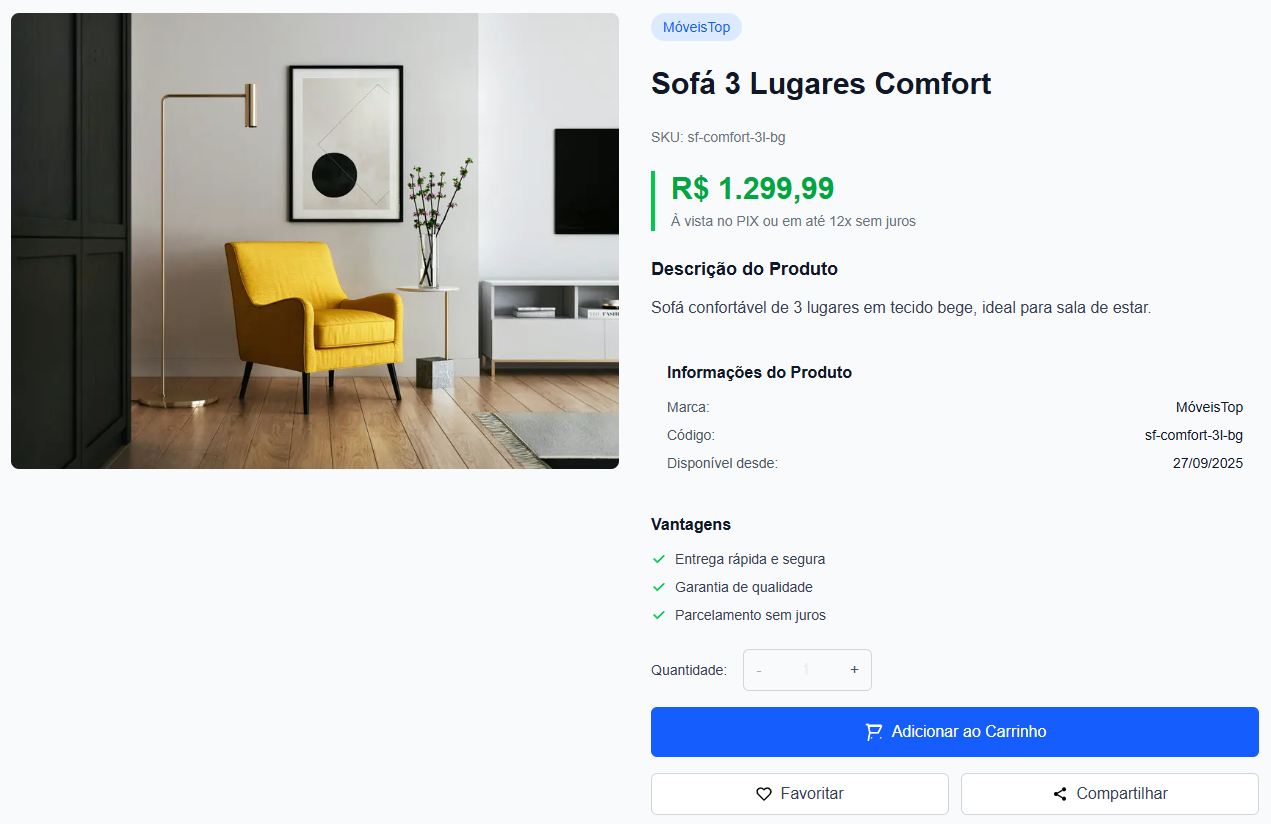 MóveisTop
Sofá 3 Lugares Comfort
SKU: sf-comfort-3l-bg
R$ 1.299,99
À vista no PIX ou em até 12x sem juros
Descrição do Produto
Sofá confortável de 3 lugares em tecido bege, ideal para sala de estar.
Informações do Produto
Marca: MóveisTop
Código: sf-comfort-3l-bg
Disponível desde: 27/09/2025
Vantagens
Entrega rápida e segura
Garantia de qualidade
Parcelamento sem juros
Quantidade: - 1 +
Adicionar ao Carrinho
Favoritar Compartilhar